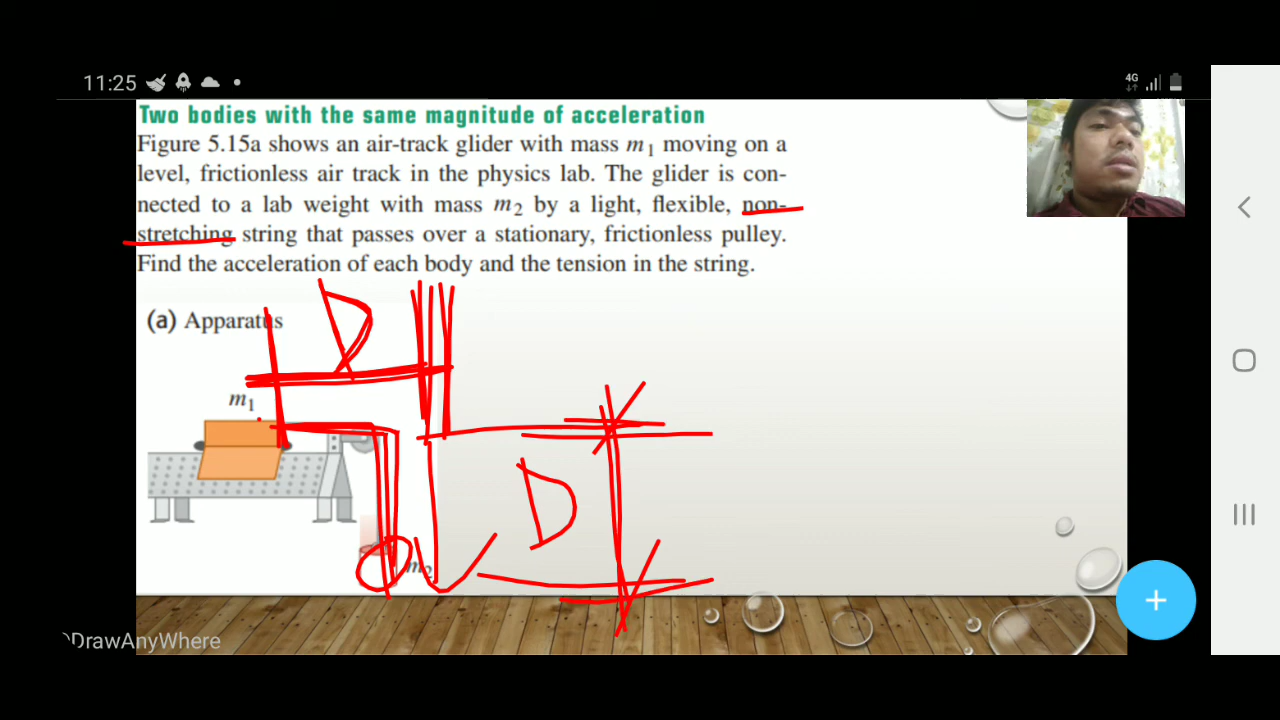 11:25
4G
Two bodies with the same magnitude of acceleration
Figure 5.15a shows an air-track glider with mass m1 moving on a
level, frictionless air track in the physics lab. The glider is con-
nected to a lab weight with mass m2 by a light, flexible, non-
stretching string that passes over a stationary, frictionless pulley.
Find the acceleration of each body and the tension in the string.
D
(a) Apparatus
m1
D
m2
DrawAnyWhere